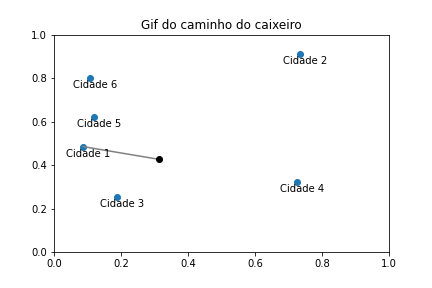 Gif do caminho do caixeiro
1.0
Cidade 2
0.8
Cidade 6
0.6
Cidade 5
Cidade 1
0.4
Cidade 4
0.2
Cidade 3
0.0
0.0 0.2 0.4 0.6 0.8 1.0